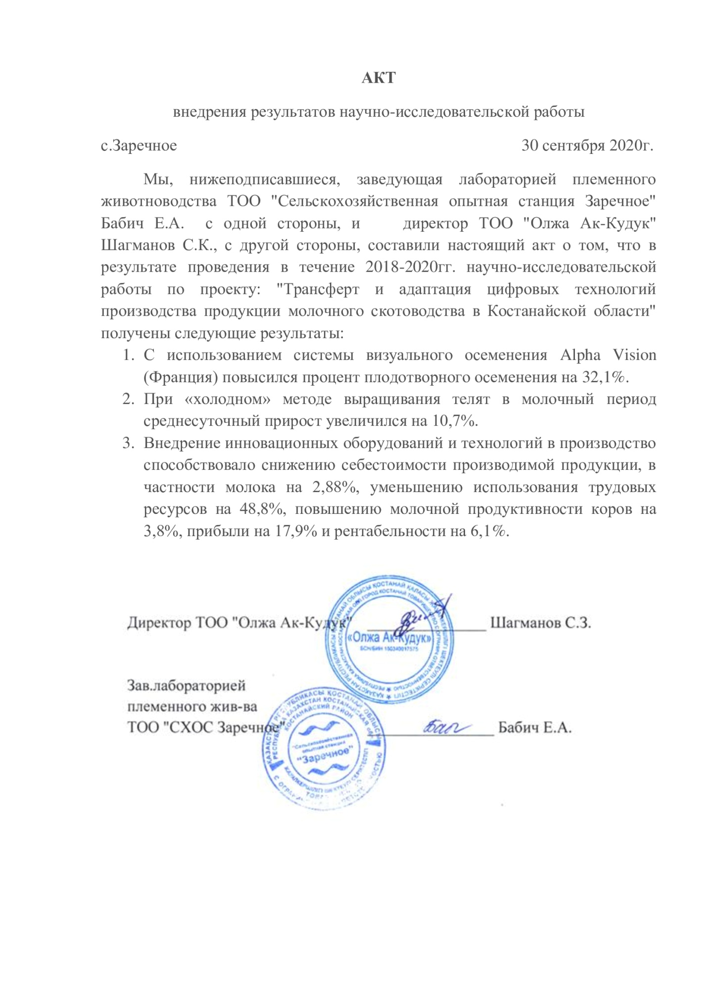 АКТ
внедрения результатов научно-исследовательской работы
с.Заречное 30 сентября 2020г.
Мы, нижеподписавшиеся, заведующая лабораторией племенного
животноводства ТОО "Сельскохозяйственная опытная станция Заречное"
Бабич Е.А. с одной стороны, и директор ТОО "Олжа Ак-Кудук"
Шагманов С.К., с другой стороны, составили настоящий акт о том, что в
результате проведения в течение 2018-2020гг. научно-исследовательской
работы по проекту: "Трансферт и адаптация цифровых технологий
производства продукции молочного скотоводства в Костанайской области"
получены следующие результаты:
1. С использованием системы визуального осеменения Alpha Vision
(Франция) повысился процент плодотворного осеменения на 32,1%.
2. При «холодном» методе выращивания телят в молочный период
среднесуточный прирост увеличился на 10,7%.
3. Внедрение инновационных оборудований и технологий в производство
способствовало снижению себестоимости производимой продукции, в
частности молока на 2,88%, уменьшению использования трудовых
ресурсов на 48,8%, повышению молочной продуктивности коров на
3,8%, прибыли на 17,9% и рентабельности на 6,1%.
Директор ТОО "Олжа Ак-Кудук" Шагманов С.З.
«Олжа Ак-Кудук»
БСН/БИН 150340017575
Зав.лабораторией
племенного жив-ва
ТОО "СХОС Заречное" Бабич Е.А.
"Сельскохозяйственная
опытная станция
"Заречное"